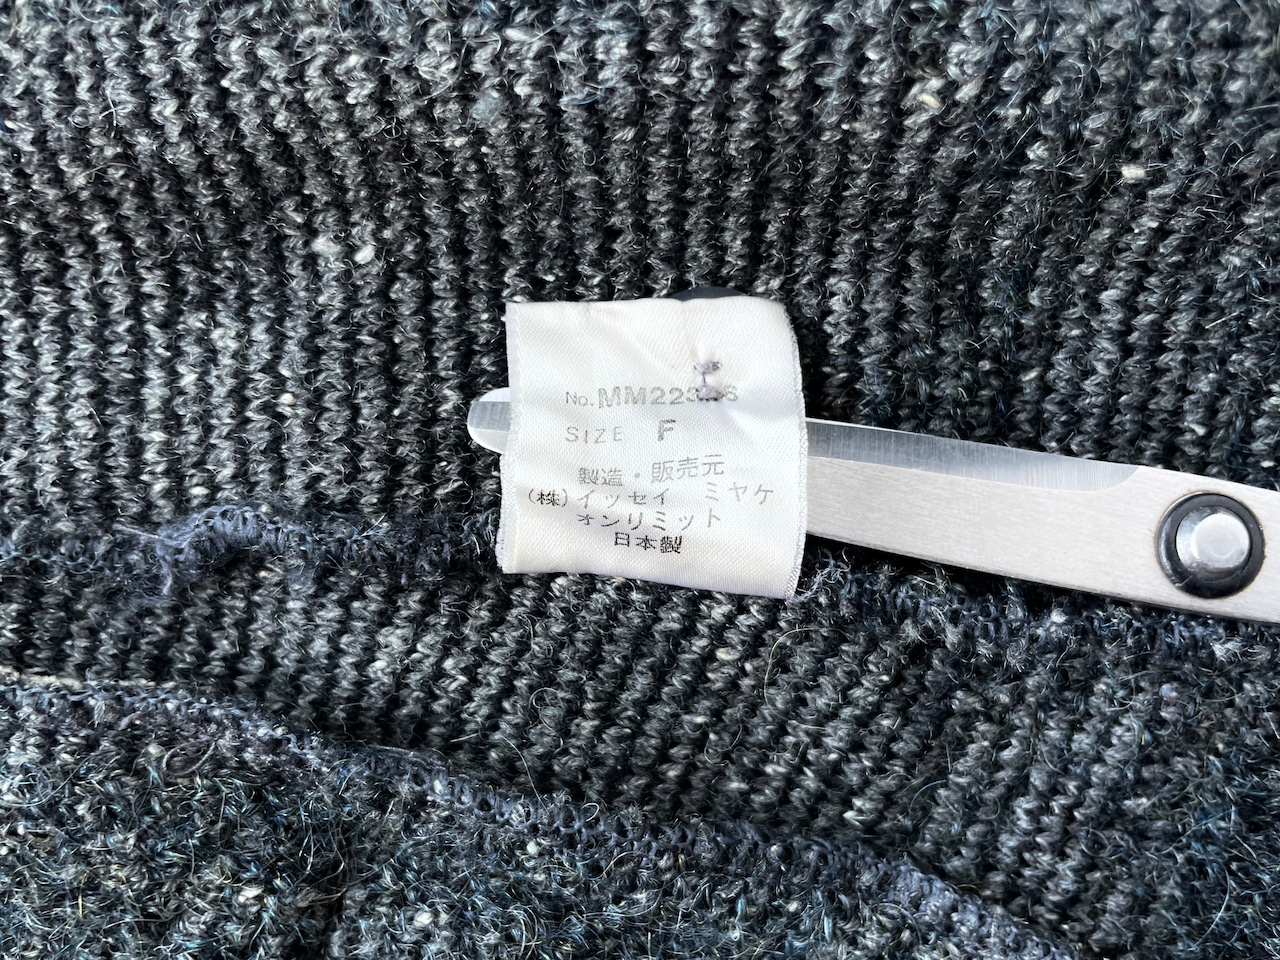 No.
SIZE F
製造・販売元
(株)イッセイ ミヤケ
オンリミット
日本製